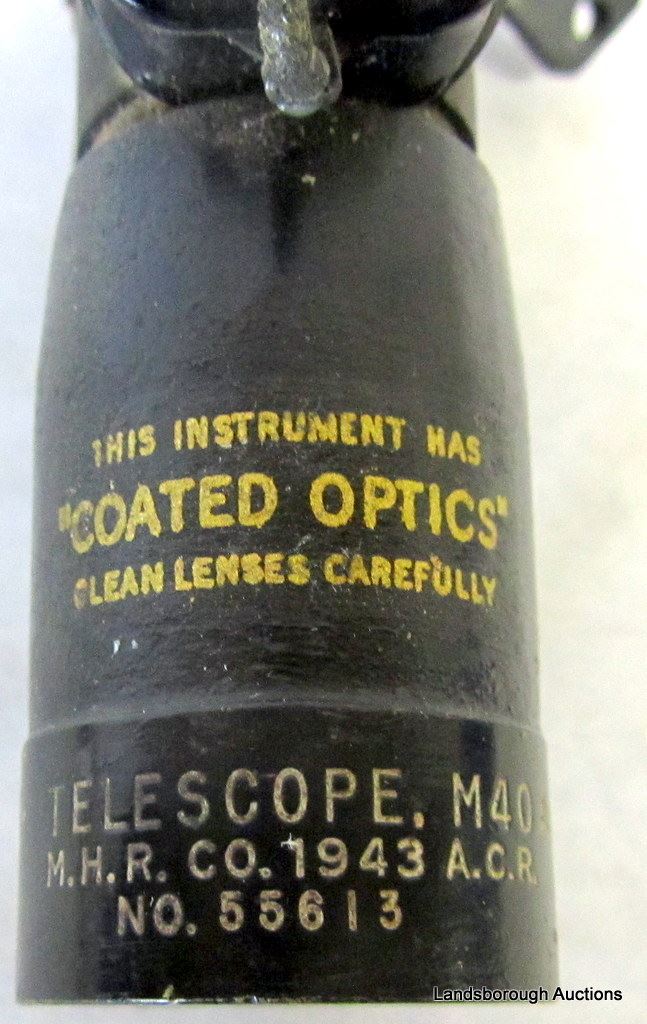 THIS INSTRUMENT HAS
"COATED OPTICS"
CLEAN LENSES CAREFULLY
TELESCOPE, M40
M.H.R. CO. 1943 A.C.R.
NO. 55613
Landsborough Auctions